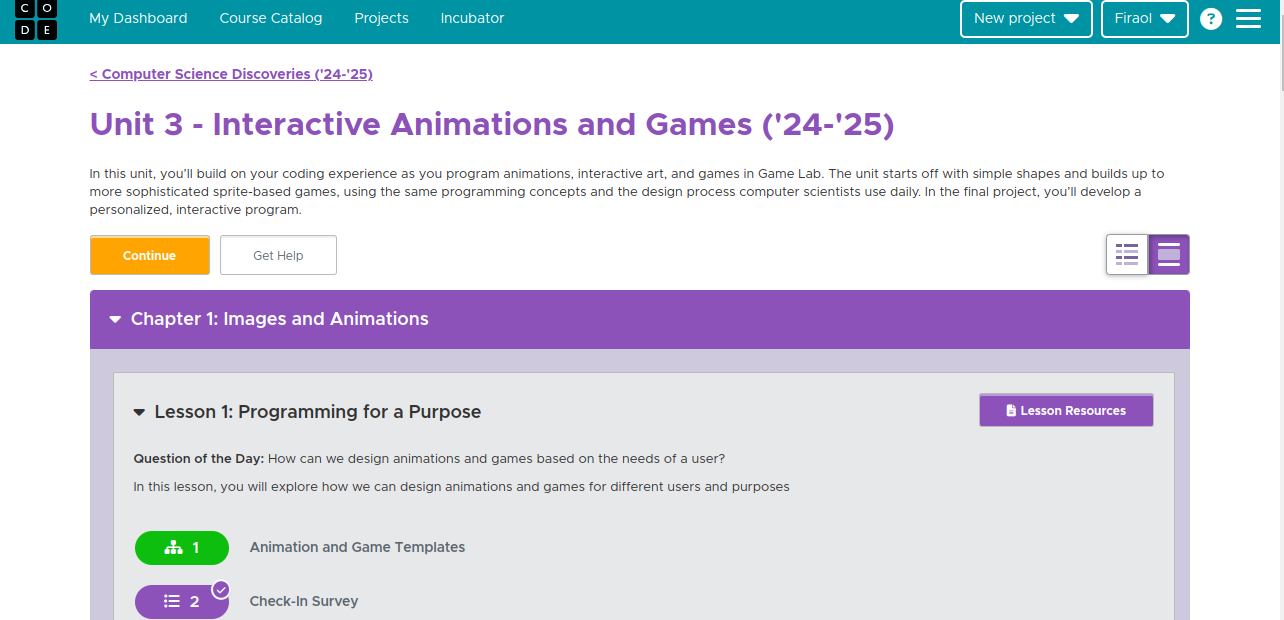 C O
D E
My Dashboard Course Catalog Projects Incubator New project Firaol ?
< Computer Science Discoveries ('24-'25)
Unit 3 - Interactive Animations and Games ('24-'25)
In this unit, you'll build on your coding experience as you program animations, interactive art, and games in Game Lab. The unit starts off with simple shapes and builds up to
more sophisticated sprite-based games, using the same programming concepts and the design process computer scientists use daily. In the final project, you'll develop a
personalized, interactive program.
Continue Get Help
Chapter 1: Images and Animations
Lesson 1: Programming for a Purpose Lesson Resources
Question of the Day: How can we design animations and games based on the needs of a user?
In this lesson, you will explore how we can design animations and games for different users and purposes
1 Animation and Game Templates
2 Check-In Survey